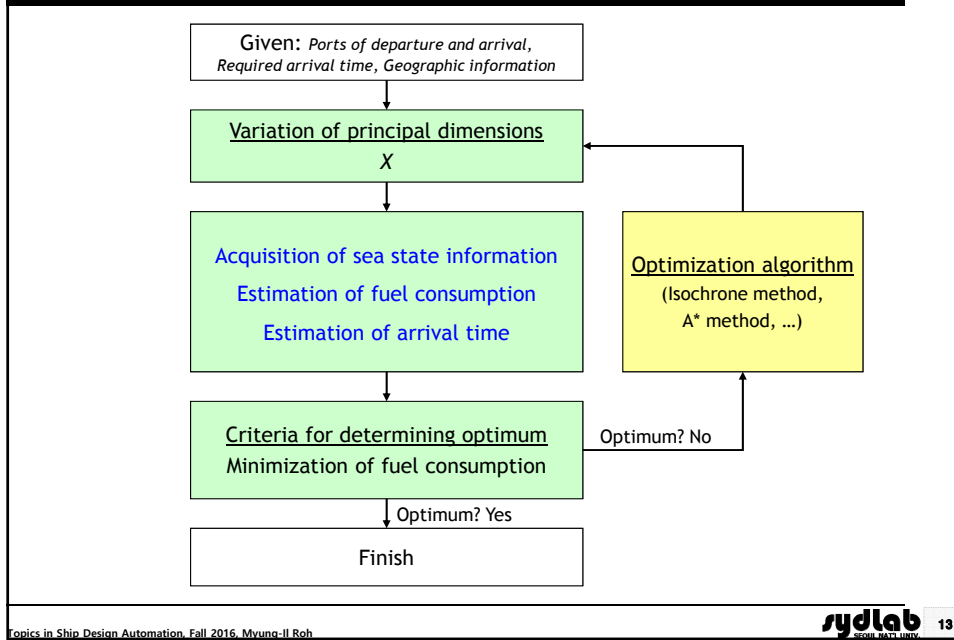 Given: Ports of departure and arrival,
Required arrival time, Geographic information
Variation of principal dimensions
X
Acquisition of sea state information
Estimation of fuel consumption
Estimation of arrival time
Optimization algorithm
(Isochrone method,
A* method, …)
Criteria for determining optimum
Minimization of fuel consumption
Optimum? No
Optimum? Yes
Finish
Topics in Ship Design Automation, Fall 2016, Myung-Il Roh
sydlab
SEOUL NAT'L UNIV.
13